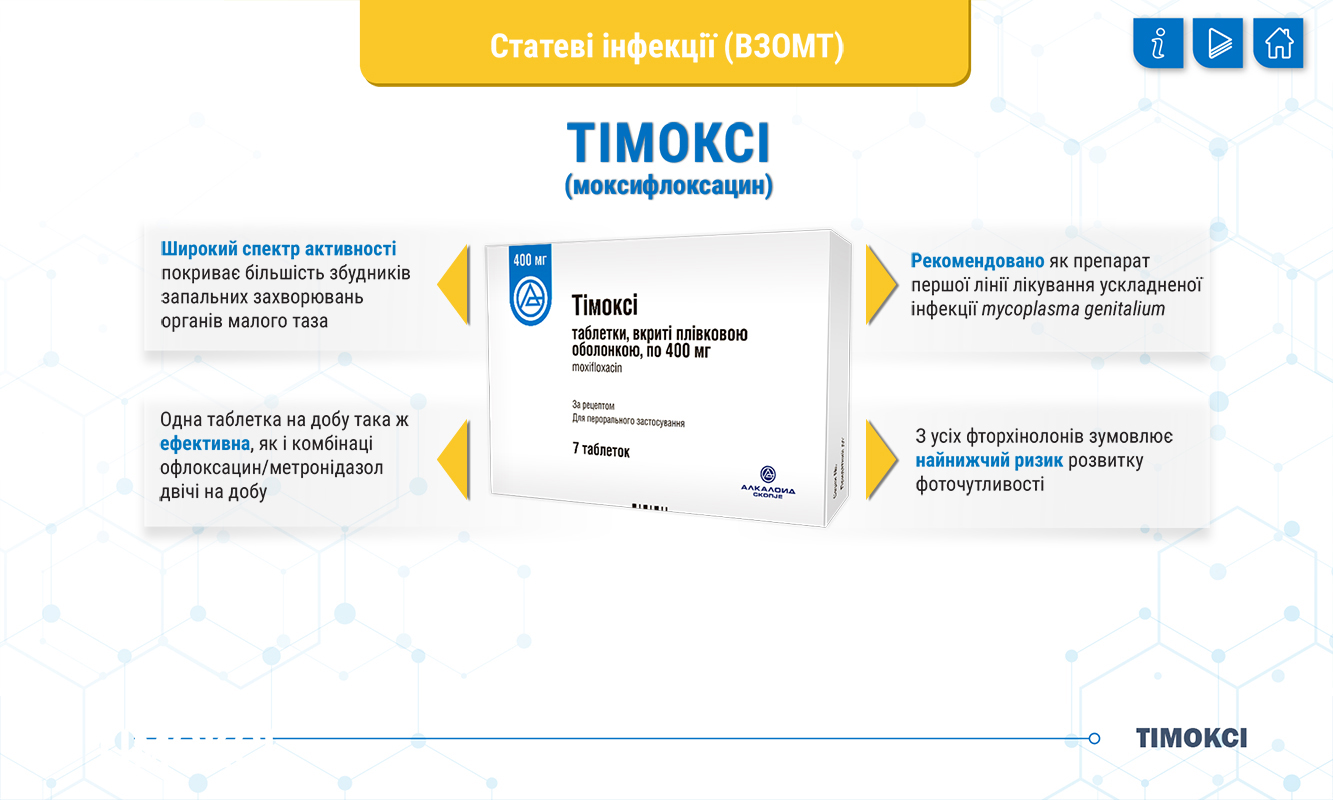 Статеві інфекції (ВЗОМТ)
ТІМОКСІ
(моксифлоксацин)
Широкий спектр активності
покриває більшість збудників
запальних захворювань
органів малого таза
Одна таблетка на добу така ж
ефективна, як і комбінаці
офлоксацин/метронідазол
двічі на добу
400 мг
Тімоксі
таблетки, вкриті плівковою
оболонкою, по 400 мг
moxifloxacin
За рецептом
Для перорального застосування
7 таблеток
АЛКАЛОИД
СКОПЈЕ
Рекомендовано як препарат
першої лінії лікування ускладненої
інфекції mycoplasma genitalium
З усіх фторхінолонів зумовлює
найнижчий ризик розвитку
фоточутливості
ТІМОКСІ